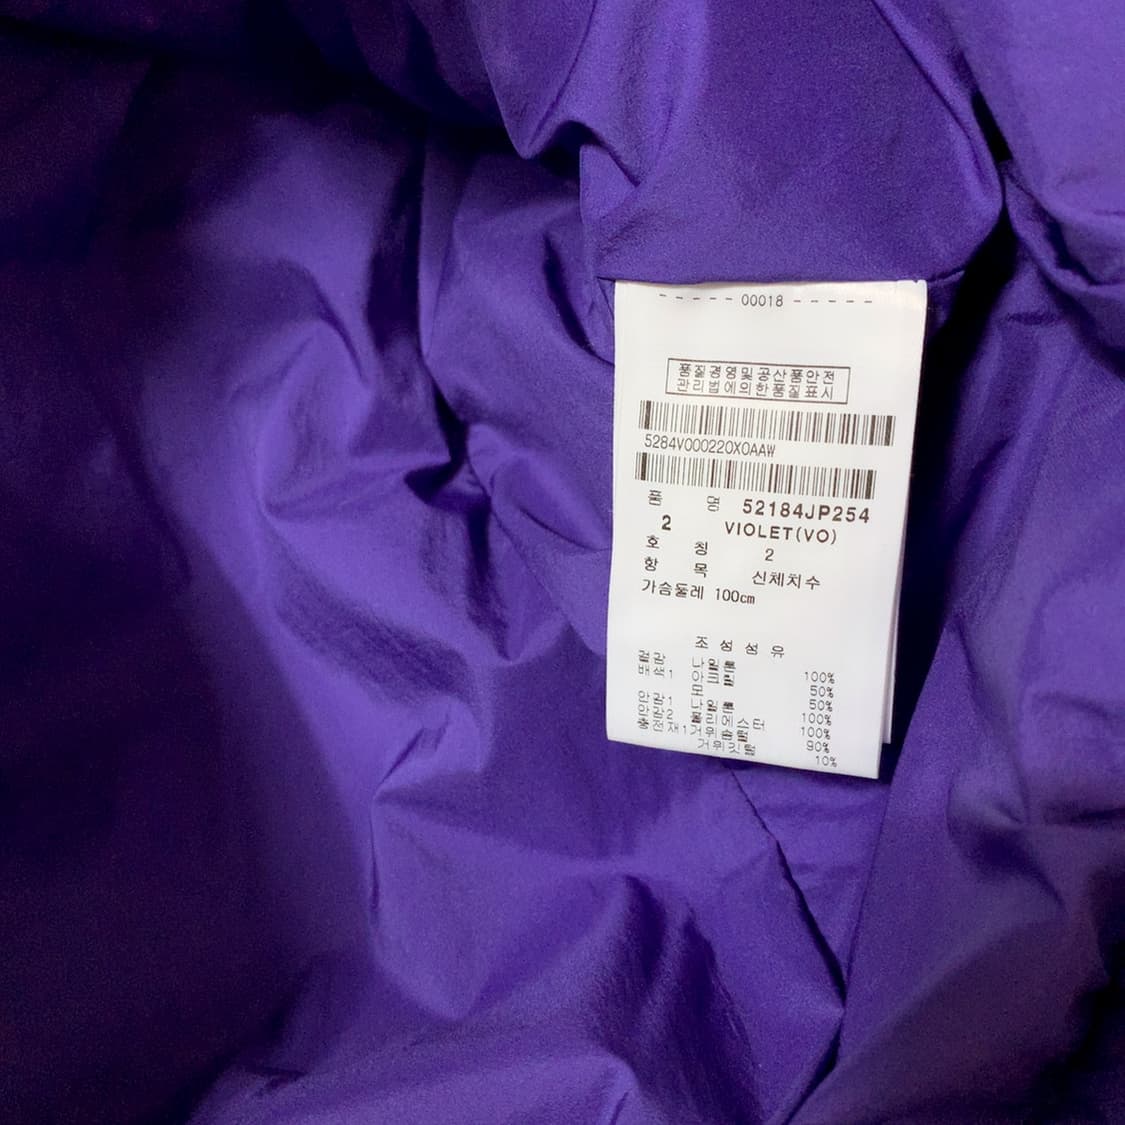 - - - - - 00018 - - - - -
품질경영및공산품안전
관리법에의한품질표시
5284V000220X0AAW
품 명 52184JP254
2 VIOLET(VO)
호 칭 2
항 목 신체치수
가슴둘레 100cm
조 성 섬 유
겉감 나일론 100%
배색1 아크릴 50%
모 50%
안감1 나일론 100%
안감2 폴리에스터 100%
충전재1거위솜털 90%
거위깃털 10%